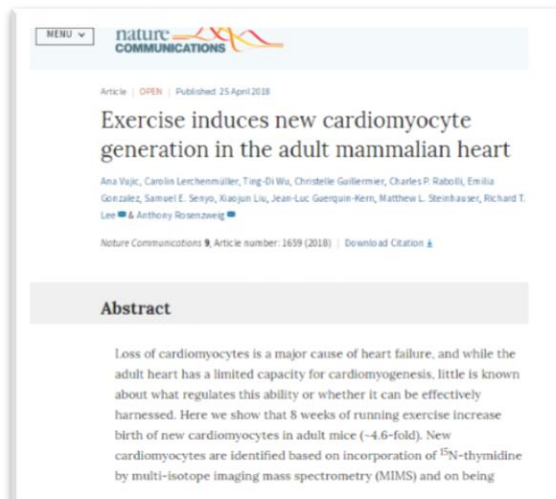 MENU
nature
COMMUNICATIONS
Article | OPEN | Published: 25 April 2018
Exercise induces new cardiomyocyte
generation in the adult mammalian heart
Ana Vujic, Carolin Lerchenmüller, Ting-Di Wu, Christelle Guillermier, Charles P. Rabolli, Emilia
Gonzalez, Samuel E. Senyo, Xiaojun Liu, Jean-Luc Guerquin-Kern, Matthew L. Steinhauser, Richard T.
Lee & Anthony Rosenzweig
Nature Communications 9, Article number: 1659 (2018) | Download Citation
Abstract
Loss of cardiomyocytes is a major cause of heart failure, and while the
adult heart has a limited capacity for cardiomyogenesis, little is known
about what regulates this ability or whether it can be effectively
harnessed. Here we show that 8 weeks of running exercise increase
birth of new cardiomyocytes in adult mice (~4.6-fold). New
cardiomyocytes are identified based on incorporation of ¹⁵N-thymidine
by multi-isotope imaging mass spectrometry (MIMS) and on being